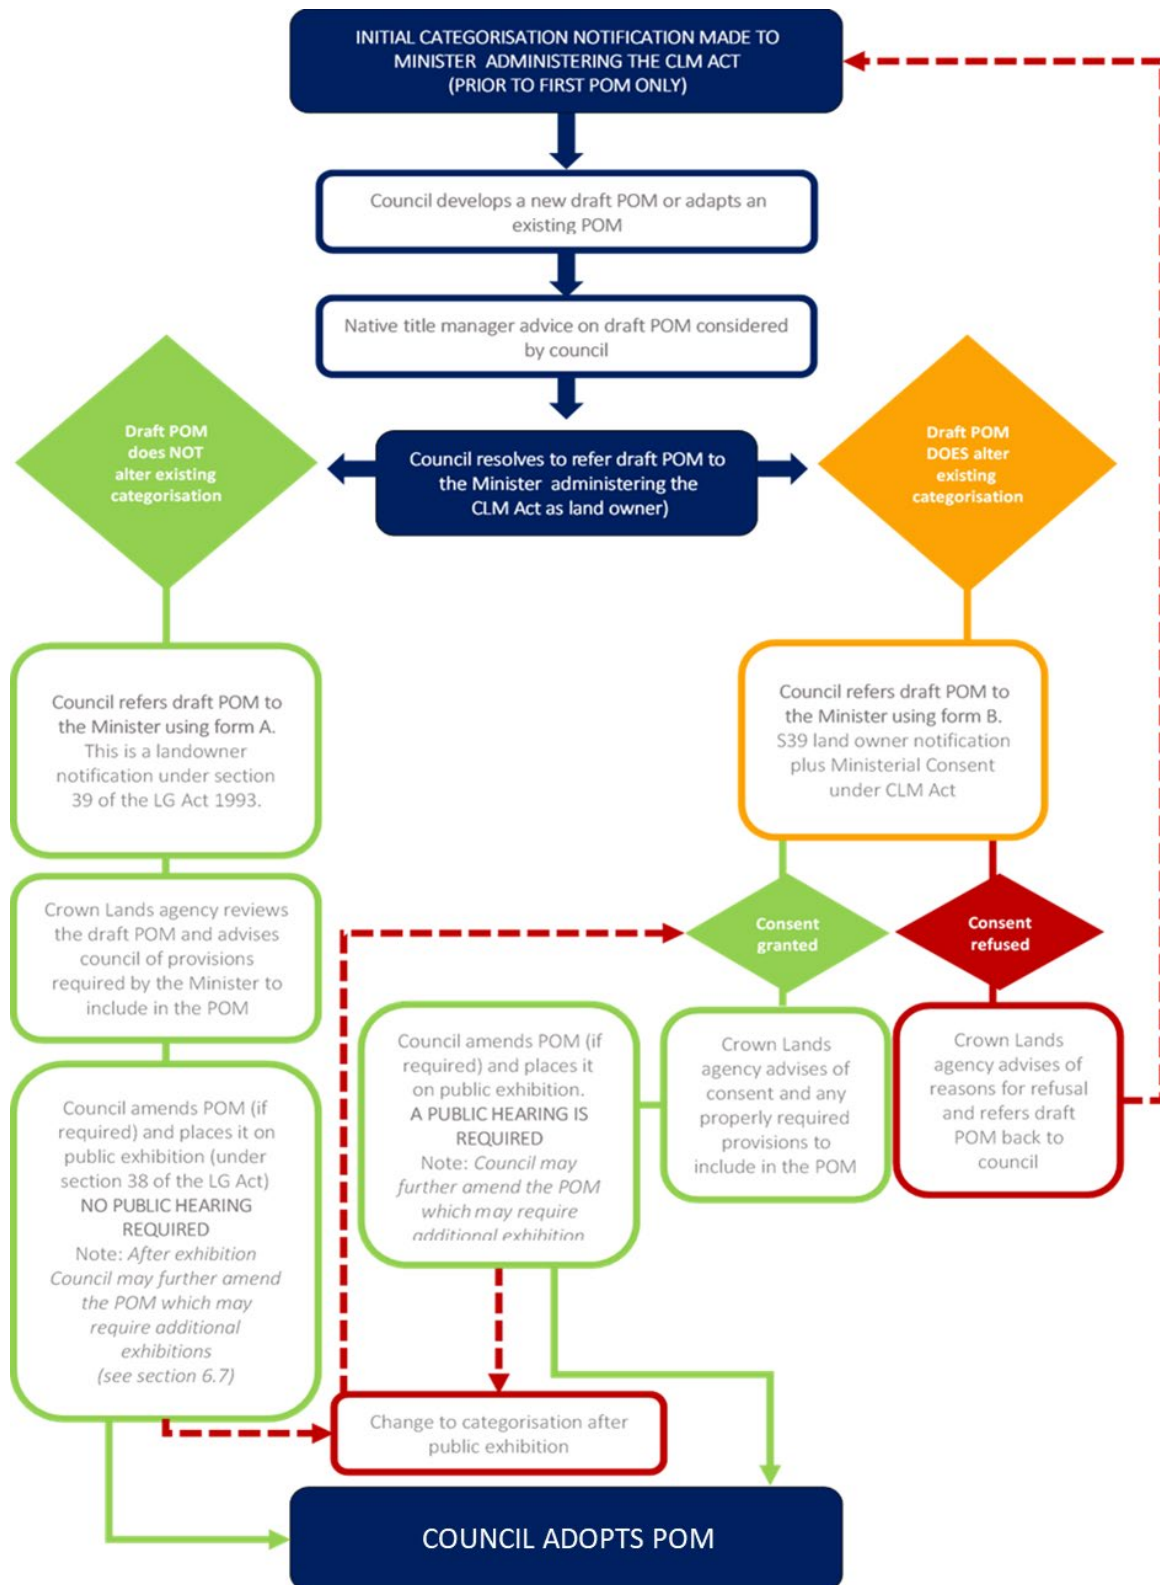 INITIAL CATEGORISATION NOTIFICATION MADE TO
MINISTER ADMINISTERING THE CLM ACT
(PRIOR TO FIRST POM ONLY)
Council develops a new draft POM or adapts an
existing POM
Native title manager advice on draft POM considered
by council
Council resolves to refer draft POM to
the Minister administering the
CLM Act as land owner)
Draft POM
does NOT
alter existing
categorisation
Draft POM
DOES alter
existing
categorisation
Council refers draft POM to
the Minister using form A.
This is a landowner
notification under section
39 of the LG Act 1993.
Crown Lands agency reviews
the draft POM and advises
council of provisions
required by the Minister to
include in the POM
Council amends POM (if
required) and places it on
public exhibition (under
section 38 of the LG Act)
NO PUBLIC HEARING
REQUIRED
Note: After exhibition
Council may further amend
the POM which may
require additional
exhibitions
(see section 6.7)
Council refers draft POM to
the Minister using form B.
S39 land owner notification
plus Ministerial Consent
under CLM Act
Consent
granted
Consent
refused
Council amends POM (if
required) and places it
on public exhibition.
A PUBLIC HEARING IS
REQUIRED
Note: Council may
further amend the POM
which may require
additional exhibition
Crown Lands
agency advises of
consent and any
properly required
provisions to
include in the POM
Crown Lands
agency advises of
reasons for refusal
and refers draft
POM back to
council
Change to categorisation after
public exhibition
COUNCIL ADOPTS POM